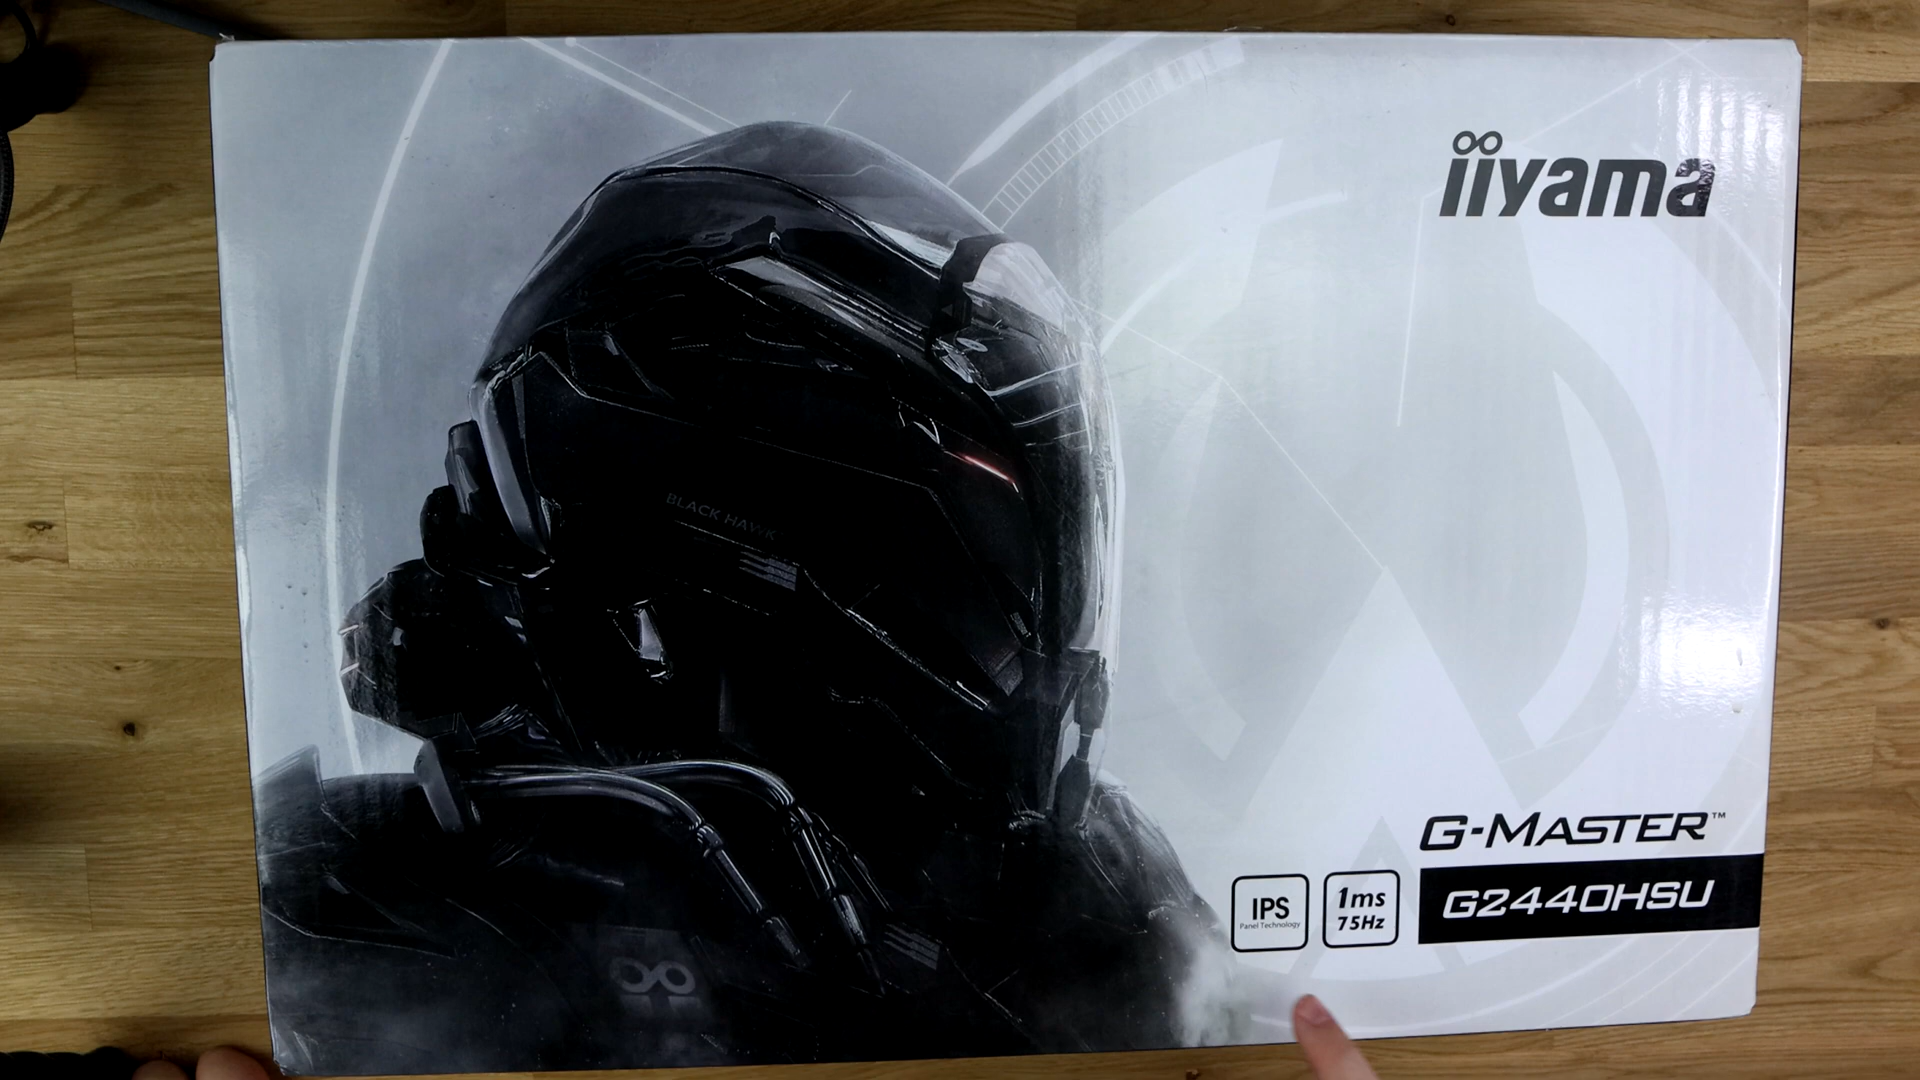 iiyama
BLACK HAWK
G-MASTER™
G2440HSU
IPS
Panel Technology
1ms
75Hz